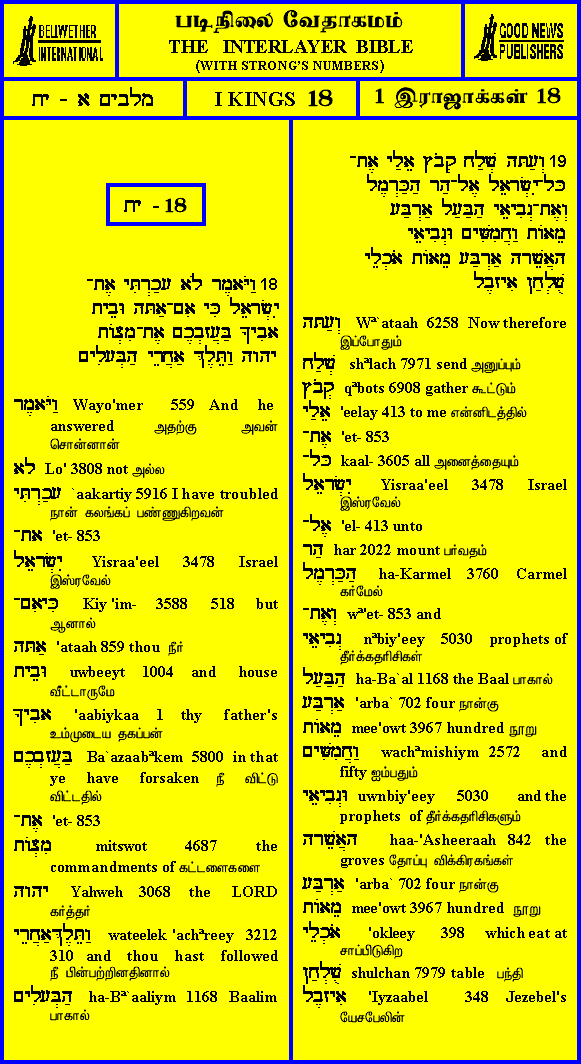 BELLWETHER
INTERNATIONAL
படிநிலை வேதாகமம்
THE INTERLAYER BIBLE
(WITH STRONG'S NUMBERS)
GOOD NEWS
PUBLISHERS
מלכים א - יח
I KINGS 18
1 இராஜாக்கள் 18
יח - 18
18 וַיֹּאמֶר לֹא עָכַרְתִּי אֶת־
יִשְׂרָאֵל כִּי אִם־אַתָּה וּבֵית
אָבִיךָ בַּעֲזָבְכֶם אֶת־מִצְוֹת
יהוה וַתֵּלֶךְ אַחֲרֵי הַבְּעָלִים
וַיֹּאמֶר Wayo'mer 559 And he
answered அதற்கு அவன்
சொன்னான்
לֹא Lo' 3808 not அல்ல
עָכַרְתִּי `aakartiy 5916 I have troubled
நான் கலங்கப் பண்ணுகிறவன்
אֶת־ 'et- 853
יִשְׂרָאֵל Yisraa'eel 3478 Israel
இஸ்ரவேல்
כִּיאִם־ Kiy 'im- 3588 518 but
ஆனால்
אַתָּה 'ataah 859 thou நீர்
וּבֵית uwbeeyt 1004 and house
வீட்டாருமே
אָבִיךָ 'aabiykaa 1 thy father's
உம்முடைய தகப்பன்
בַּעֲזָבְכֶם Ba`azaabªkem 5800 in that
ye have forsaken நீ விட்டு
விட்டதில்
אֶת־ 'et- 853
מִצְוֹת mitswot 4687 the
commandments of கட்டளைகளை
יהוה Yahweh 3068 the LORD
கர்த்தர்
וַתֵּלֶךְאַחֲרֵי wateelek 'achªreey 3212
310 and thou hast followed
நீ பின்பற்றினதினால்
הַבְּעָלִים ha-Bª`aaliym 1168 Baalim
பாகால்
19 וְעַתָּה שְׁלַח קְבֹץ אֵלַי אֶת־
כָּל־יִשְׂרָאֵל אֶל־הַר הַכַּרְמֶל
וְאֶת־נְבִיאֵי הַבַּעַל אַרְבַּע
מֵאוֹת וַחֲמִשִּׁים וּנְבִיאֵי
הָאֲשֵׁרָה אַרְבַּע מֵאוֹת אֹכְלֵי
שֻׁלְחַן אִיזֶבֶל
וְעַתָּה Wª`ataah 6258 Now therefore
இப்போதும்
שְׁלַח shªlach 7971 send அனுப்பும்
קְבֹץ qªbots 6908 gather கூட்டும்
אֵלַי 'eelay 413 to me என்னிடத்தில்
אֶת־ 'et- 853
כָּל־ kaal- 3605 all அனைத்தையும்
יִשְׂרָאֵל Yisraa'eel 3478 Israel
இஸ்ரவேல்
אֶל־ 'el- 413 unto
הַר har 2022 mount பர்வதம்
הַכַּרְמֶל ha-Karmel 3760 Carmel
கர்மேல்
וְאֶת־ wª'et- 853 and
נְבִיאֵי nªbiy'eey 5030 prophets of
தீர்க்கதரிசிகள்
הַבַּעַל ha-Ba`al 1168 the Baal பாகால்
אַרְבַּע 'arba` 702 four நான்கு
מֵאוֹת mee'owt 3967 hundred நூறு
וַחֲמִשִּׁים wachªmishiym 2572 and
fifty ஐம்பதும்
וּנְבִיאֵי uwnbiy'eey 5030 and the
prophets of தீர்க்கதரிசிகளும்
הָאֲשֵׁרָה haa-'Asheeraah 842 the
groves தோப்பு விக்கிரகங்கள்
אַרְבַּע 'arba` 702 four நான்கு
מֵאוֹת mee'owt 3967 hundred நூறு
אֹכְלֵי 'okleey 398 which eat at
சாப்பிடுகிற
שֻׁלְחַן shulchan 7979 table பந்தி
אִיזֶבֶל 'Iyzaabel 348 Jezebel's
யேசபேலின்